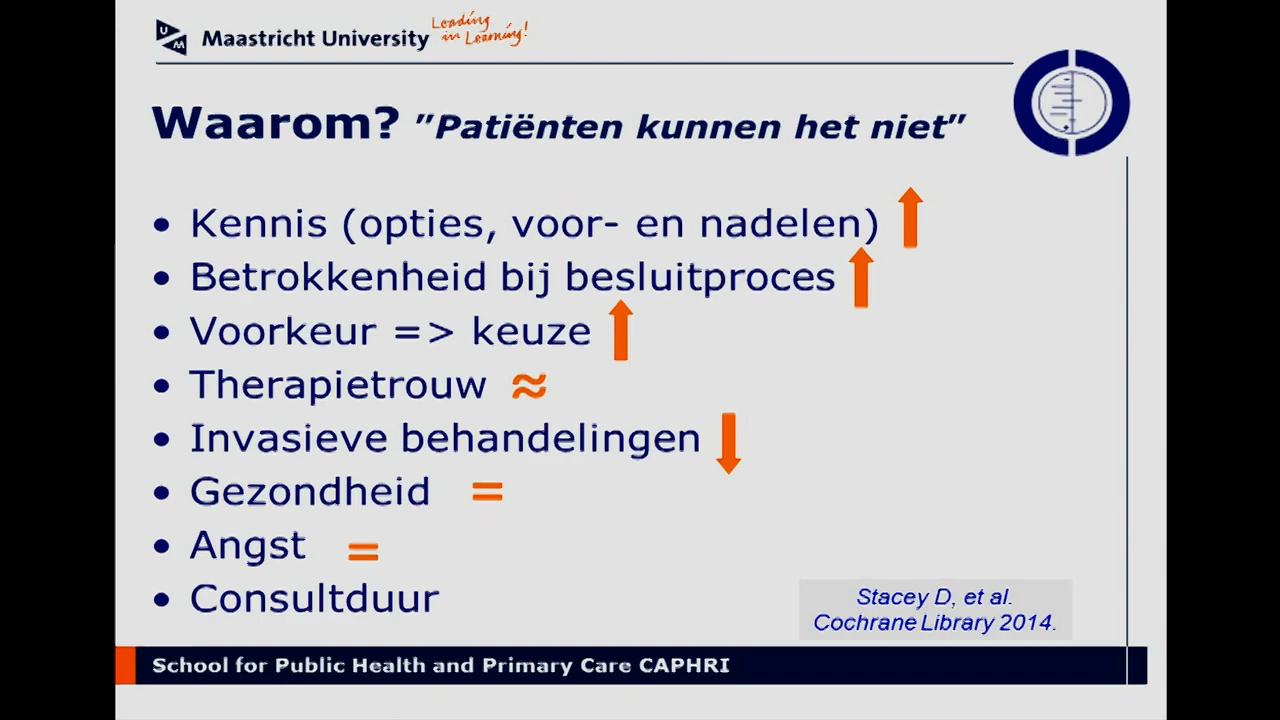 Maastricht University
Leading
in Learning!
Waarom? ”Patiënten kunnen het niet”
• Kennis (opties, voor- en nadelen)
• Betrokkenheid bij besluitproces
• Voorkeur => keuze
• Therapietrouw ≈
• Invasieve behandelingen
• Gezondheid =
• Angst =
• Consultduur
Stacey D, et al.
Cochrane Library 2014.
School for Public Health and Primary Care CAPHRI